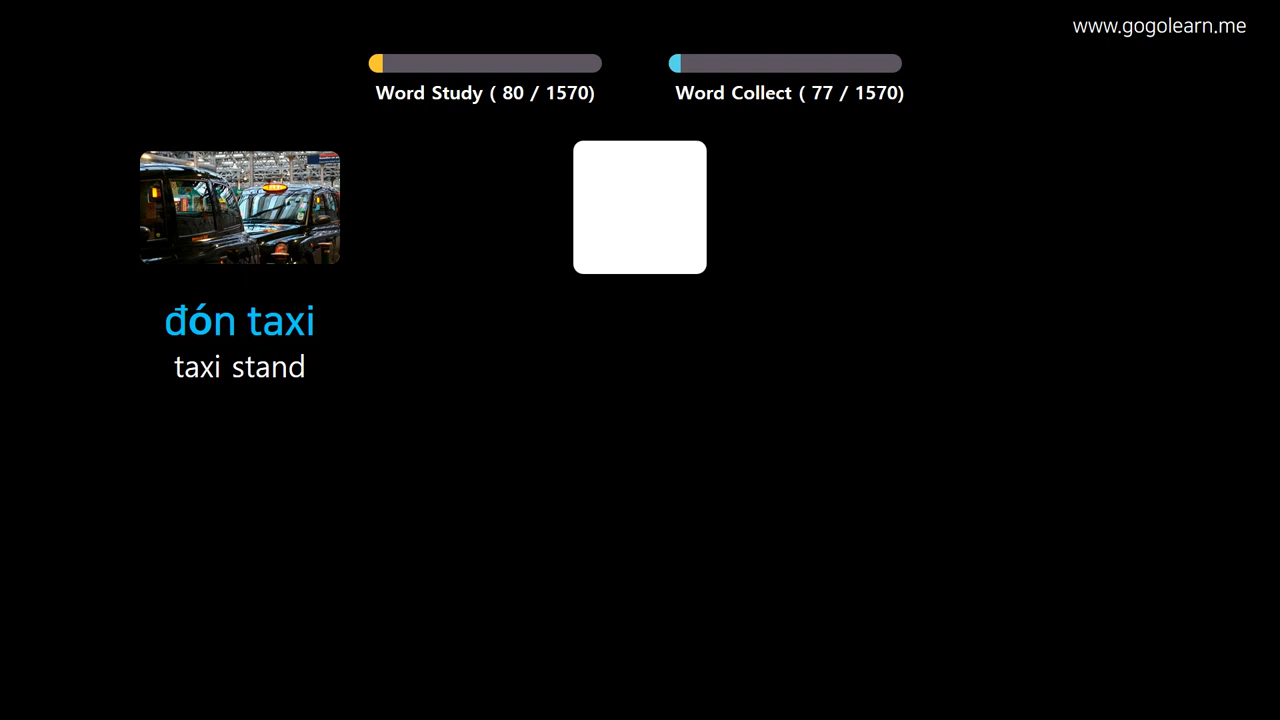 www.gogolearn.me
Word Study ( 80 / 1570)
Word Collect ( 77 / 1570)
đón taxi
taxi stand